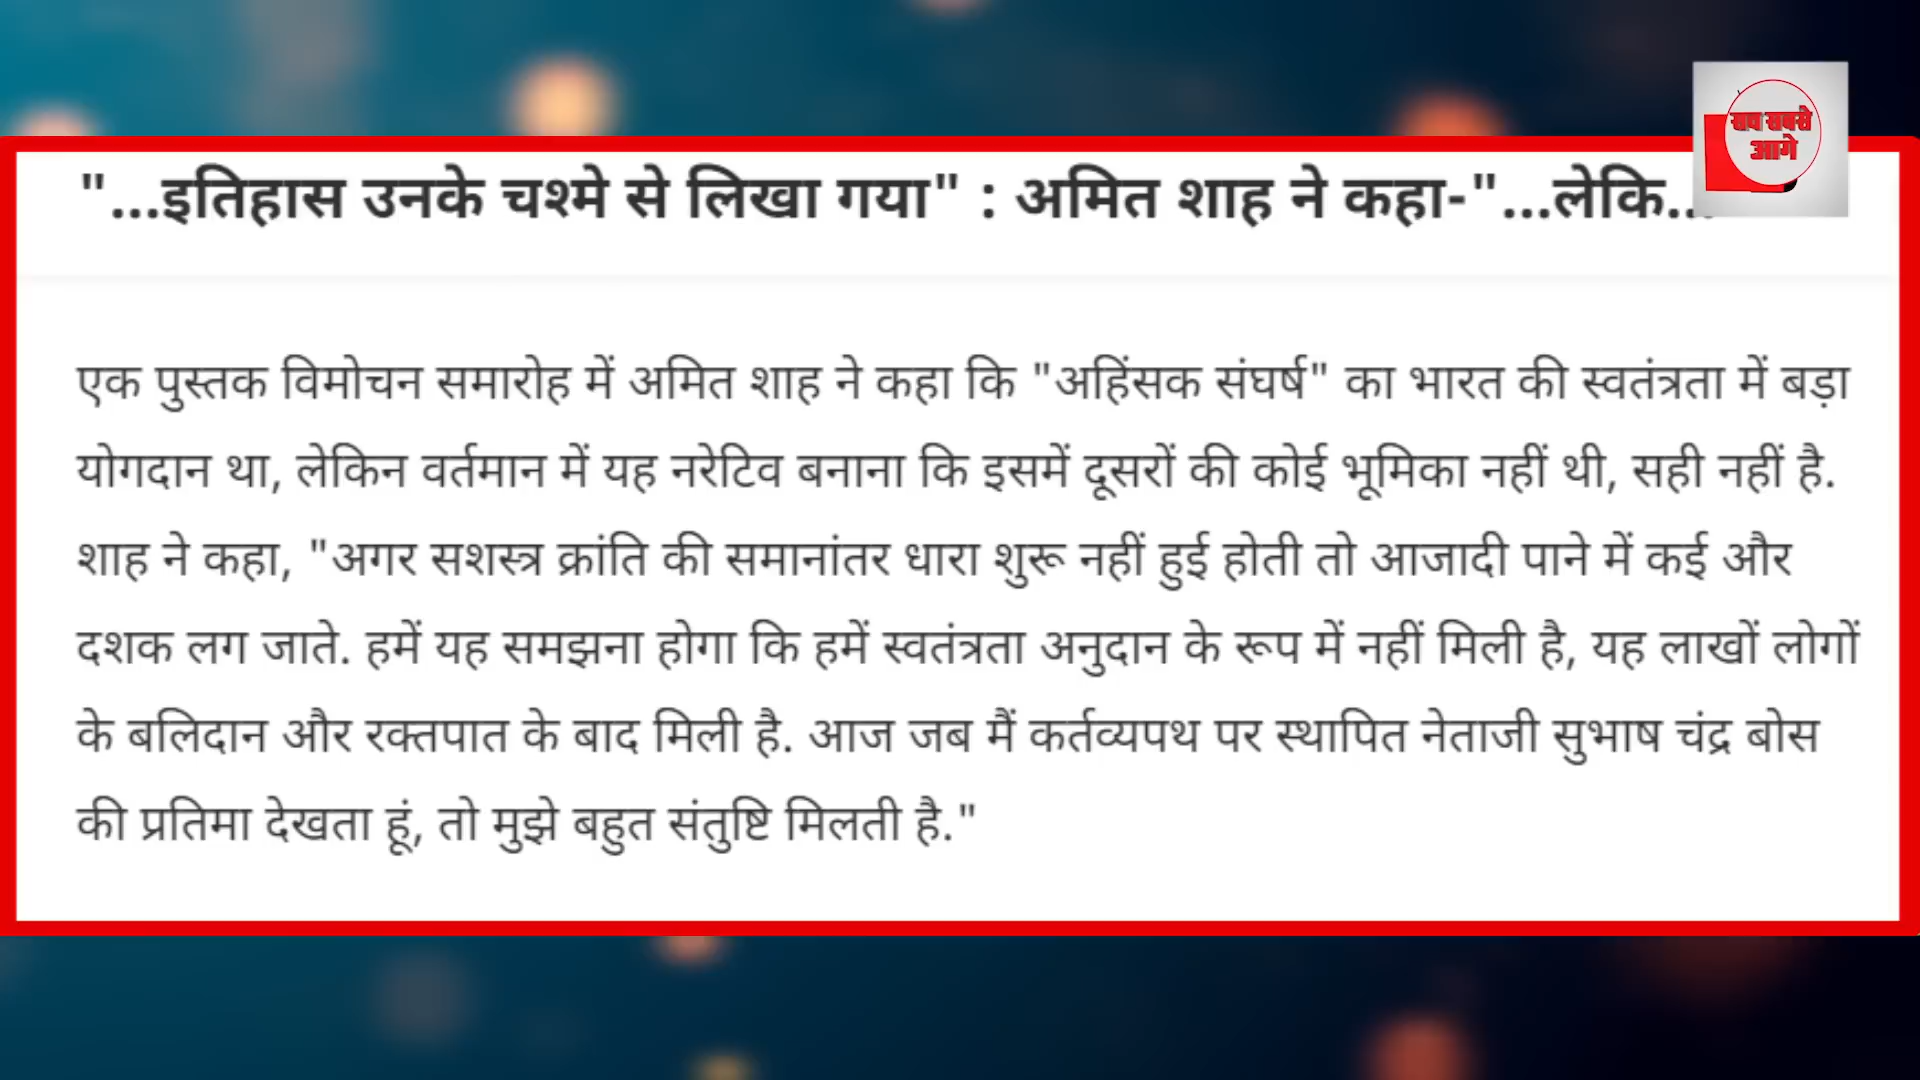 सच सबसे
आगे
"...इतिहास उनके चश्मे से लिखा गया" : अमित शाह ने कहा-"...लेकि...
एक पुस्तक विमोचन समारोह में अमित शाह ने कहा कि "अहिंसक संघर्ष" का भारत की स्वतंत्रता में बड़ा
योगदान था, लेकिन वर्तमान में यह नरेटिव बनाना कि इसमें दूसरों की कोई भूमिका नहीं थी, सही नहीं है.
शाह ने कहा, "अगर सशस्त्र क्रांति की समानांतर धारा शुरू नहीं हुई होती तो आजादी पाने में कई और
दशक लग जाते. हमें यह समझना होगा कि हमें स्वतंत्रता अनुदान के रूप में नहीं मिली है, यह लाखों लोगों
के बलिदान और रक्तपात के बाद मिली है. आज जब मैं कर्तव्यपथ पर स्थापित नेताजी सुभाष चंद्र बोस
की प्रतिमा देखता हूं, तो मुझे बहुत संतुष्टि मिलती है."